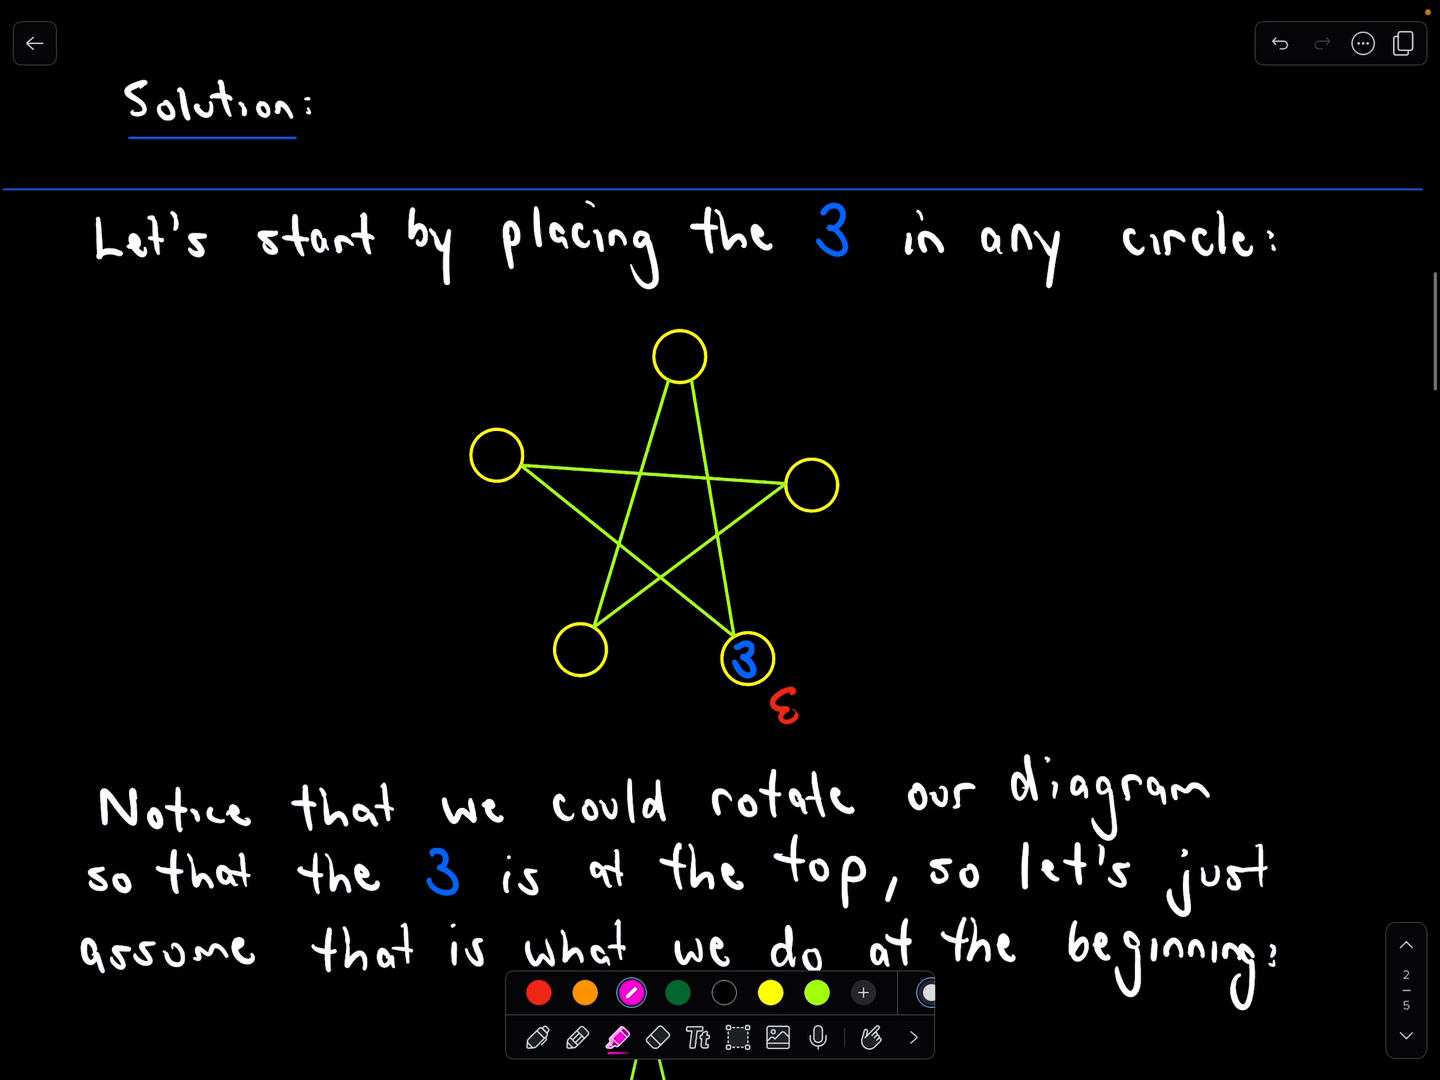 Solution:
Let's start by placing the 3 in any circle:
3
ε
Notice that we could rotate our diagram
so that the 3 is at the top, so let's just
assume that is what we do at the beginning:
Tt
2
5